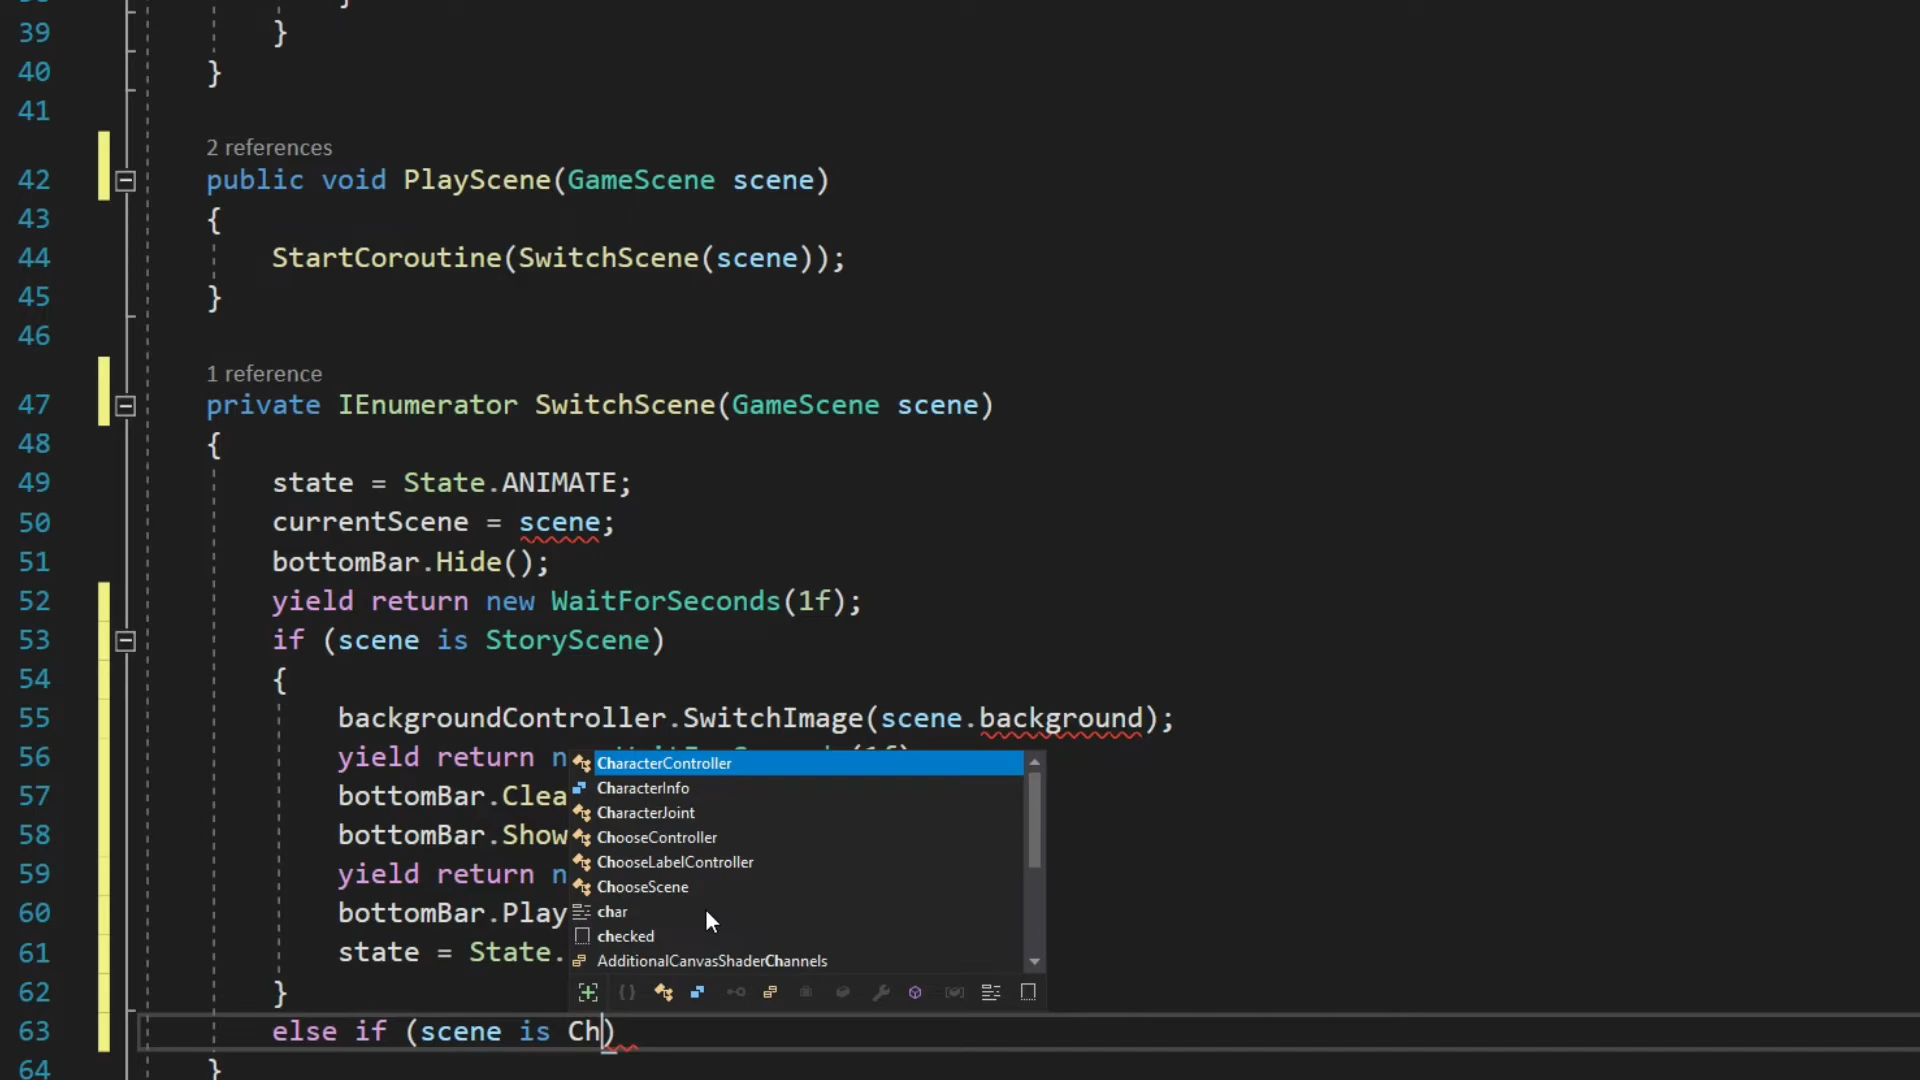 39 }
40 }
41
2 references
42 public void PlayScene(GameScene scene)
43 {
44 StartCoroutine(SwitchScene(scene));
45 }
46
1 reference
47 private IEnumerator SwitchScene(GameScene scene)
48 {
49 state = State.ANIMATE;
50 currentScene = scene;
51 bottomBar.Hide();
52 yield return new WaitForSeconds(1f);
53 if (scene is StoryScene)
54 {
55 backgroundController.SwitchImage(scene.background);
56 yield return n
57 bottomBar.Clea
58 bottomBar.Show
59 yield return n
60 bottomBar.Play
61 state = State.
62 }
63 else if (scene is Ch)
64 }
CharacterController
CharacterInfo
CharacterJoint
ChooseController
ChooseLabelController
ChooseScene
char
checked
AdditionalCanvasShaderChannels